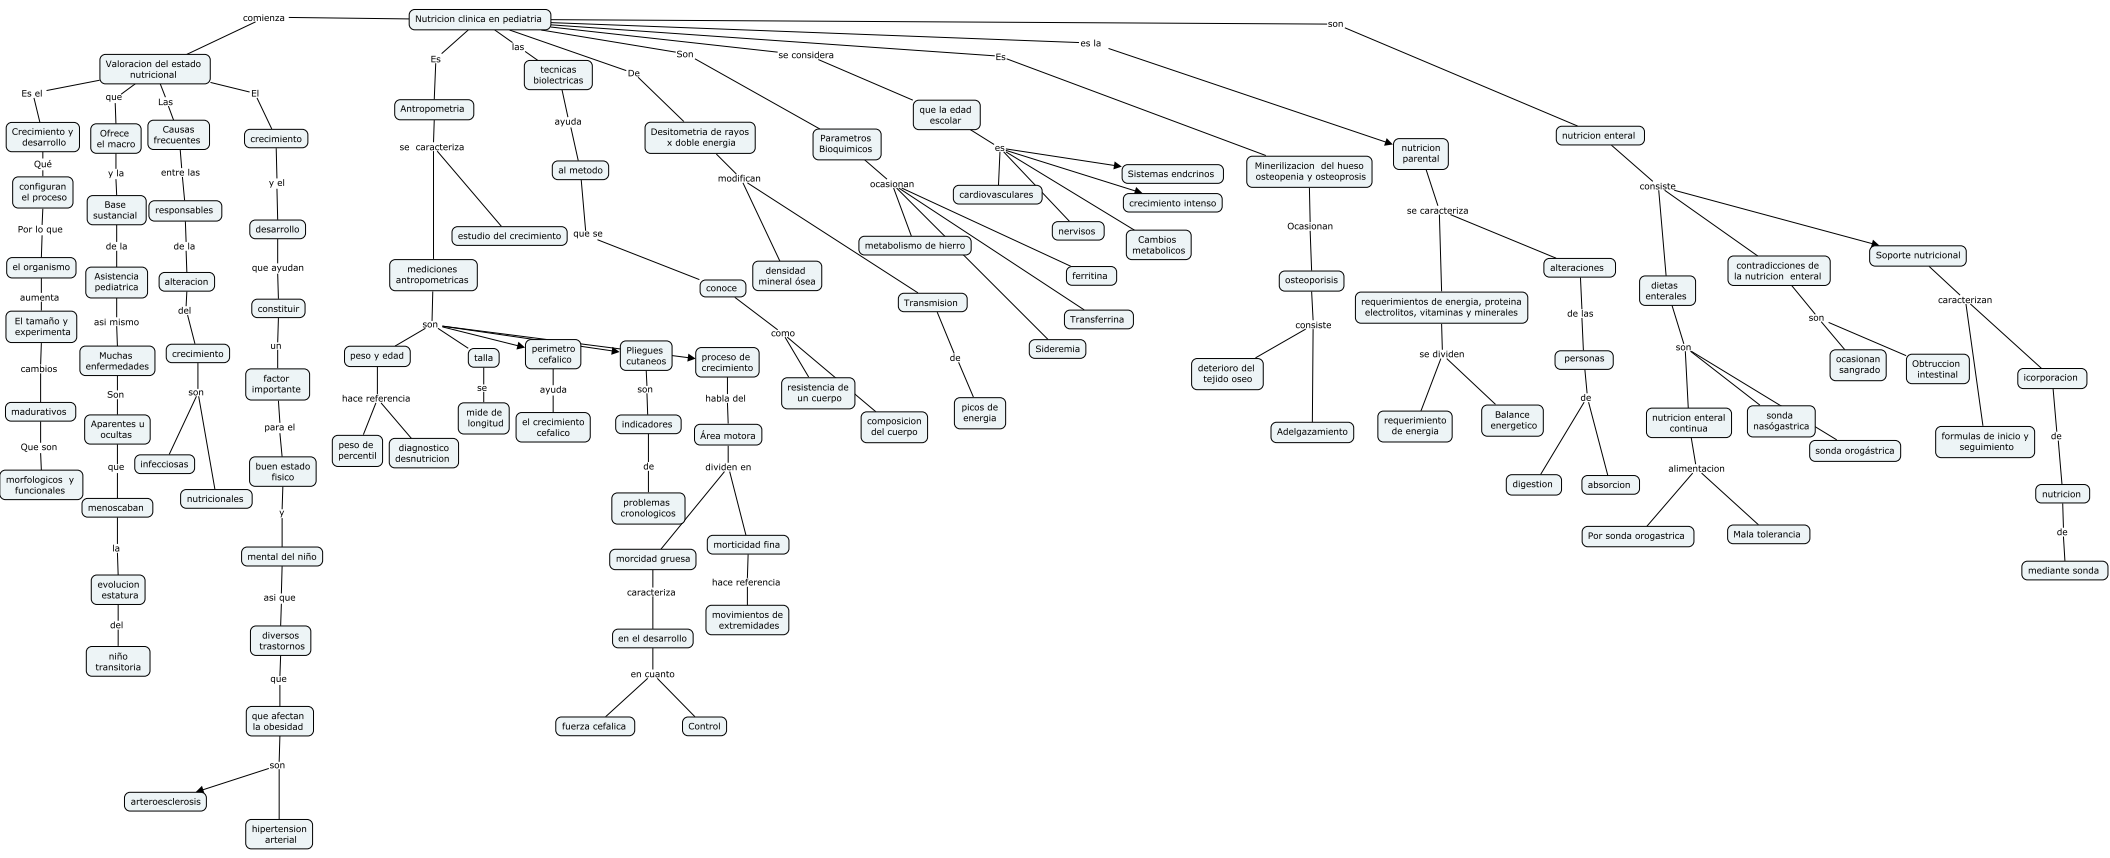 Nutricion clinica en pediatria
comienza
Valoracion del estado
nutricional
Es el
Crecimiento y
desarrollo
Qué
configuran
el proceso
Por lo que
el organismo
aumenta
El tamaño y
experimenta
cambios
madurativos
Que son
morfologicos y
funcionales
que
Ofrece
el macro
y la
Base
sustancial
de la
Asistencia
pediatrica
asi mismo
Muchas
enfermedades
Son
Aparentes u
ocultas
que
menoscaban
la
evolucion
estatura
del
niño
transitoria
Las
Causas
frecuentes
entre las
responsables
de la
alteracion
del
crecimiento
son
infecciosas
nutricionales
El
crecimiento
y el
desarrollo
que ayudan
constituir
un
factor
importante
para el
buen estado
fisico
y
mental del niño
asi que
diversos
trastornos
que
que afectan
la obesidad
son
arteroesclerosis
hipertension
arterial
Es
Antropometria
se caracteriza
estudio del crecimiento
mediciones
antropometricas
son
peso y edad
hace referencia
peso de
percentil
diagnostico
desnutricion
talla
se
mide de
longitud
perimetro
cefalico
ayuda
el crecimiento
cefalico
Pliegues
cutaneos
son
indicadores
de
problemas
cronologicos
proceso de
crecimiento
habla del
Área motora
dividen en
morcidad gruesa
caracteriza
en el desarrollo
en cuanto
fuerza cefalica
Control
morticidad fina
hace referencia
movimientos de
extremidades
las
tecnicas
biolectricas
ayuda
al metodo
que se
conoce
como
resistencia de
un cuerpo
composicion
del cuerpo
De
Desitometria de rayos
x doble energia
modifican
densidad
mineral ósea
Transmision
de
picos de
energia
Son
Parametros
Bioquimicos
ocasionan
metabolismo de hierro
ferritina
Transferrina
Sideremia
se considera
que la edad
escolar
es
cardiovasculares
nervisos
Cambios
metabolicos
crecimiento intenso
Sistemas endcrinos
Es
Minerilizacion del hueso
osteopenia y osteoprosis
Ocasionan
osteoporisis
consiste
deterioro del
tejido oseo
Adelgazamiento
es la
nutricion
parental
se caracteriza
requerimientos de energia, proteina
electrolitos, vitaminas y minerales
se dividen
requerimiento
de energia
Balance
energetico
alteraciones
de las
personas
de
digestion
absorcion
son
nutricion enteral
consiste
dietas
enterales
son
nutricion enteral
continua
alimentacion
Por sonda orogastrica
Mala tolerancia
sonda
nasógastrica
sonda orogástrica
contradicciones de
la nutricion enteral
son
ocasionan
sangrado
Obtruccion
intestinal
Soporte nutricional
caracterizan
formulas de inicio y
seguimiento
icorporacion
de
nutricion
de
mediante sonda